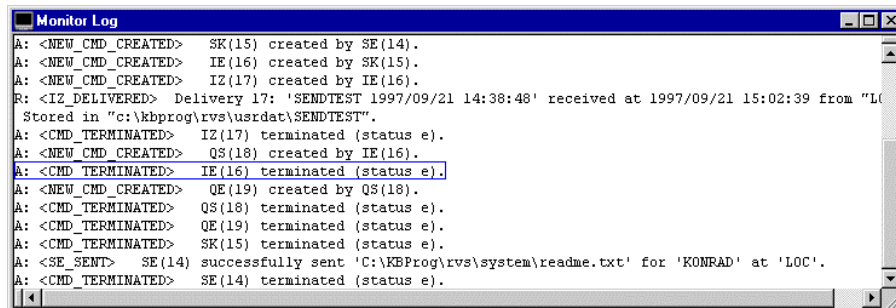 Monitor Log
A: <NEW_CMD_CREATED> SK(15) created by SE(14).
A: <NEW_CMD_CREATED> IE(16) created by SK(15).
A: <NEW_CMD_CREATED> IZ(17) created by IE(16).
R: <IZ_DELIVERED> Delivery 17: 'SENDTEST 1997/09/21 14:38:48' received at 1997/09/21 15:02:39 from "LO
Stored in "c:\kbprog\rvs\usrdat\SENDTEST".
A: <CMD_TERMINATED> IZ(17) terminated (status e).
A: <NEW_CMD_CREATED> QS(18) created by IE(16).
A: <CMD_TERMINATED> IE(16) terminated (status e).
A: <NEW_CMD_CREATED> QE(19) created by QS(18).
A: <CMD_TERMINATED> QS(18) terminated (status e).
A: <CMD_TERMINATED> QE(19) terminated (status e).
A: <CMD_TERMINATED> SK(15) terminated (status e).
A: <SE_SENT> SE(14) successfully sent 'C:\KBProg\rvs\system\readme.txt' for 'KONRAD' at 'LOC'.
A: <CMD_TERMINATED> SE(14) terminated (status e).